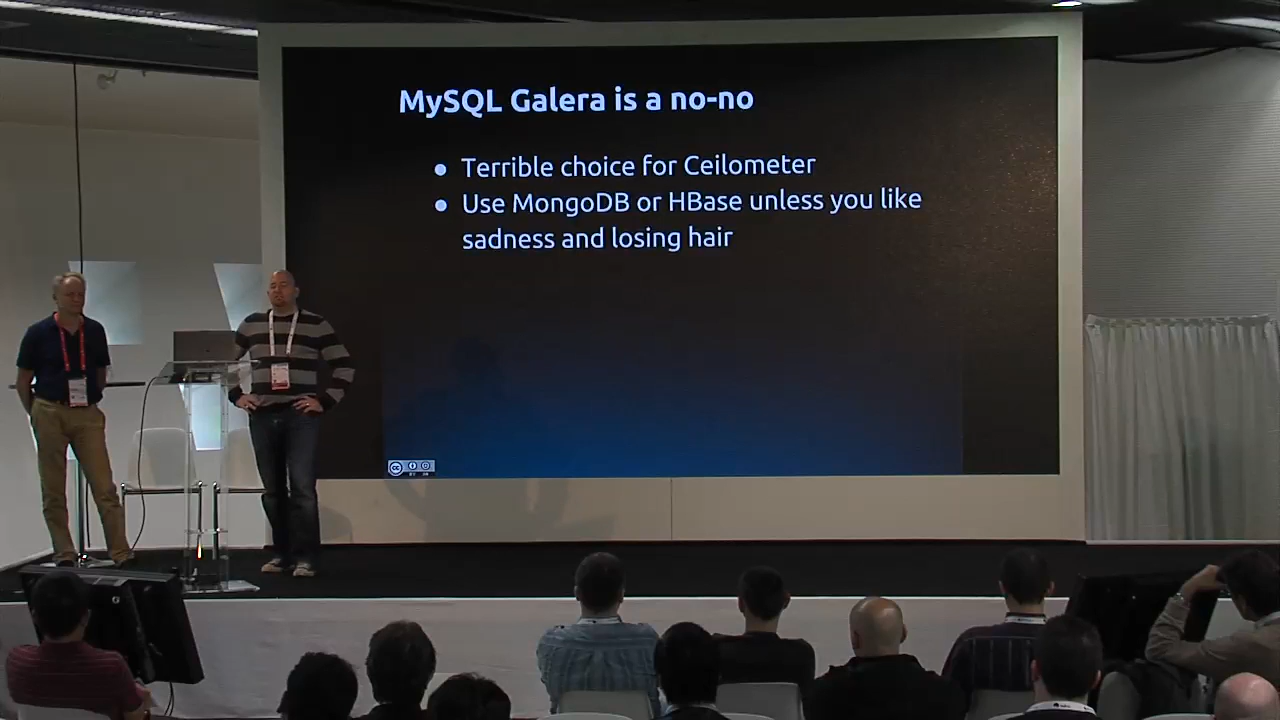 MySQL Galera is a no-no
● Terrible choice for Ceilometer
● Use MongoDB or HBase unless you like
sadness and losing hair